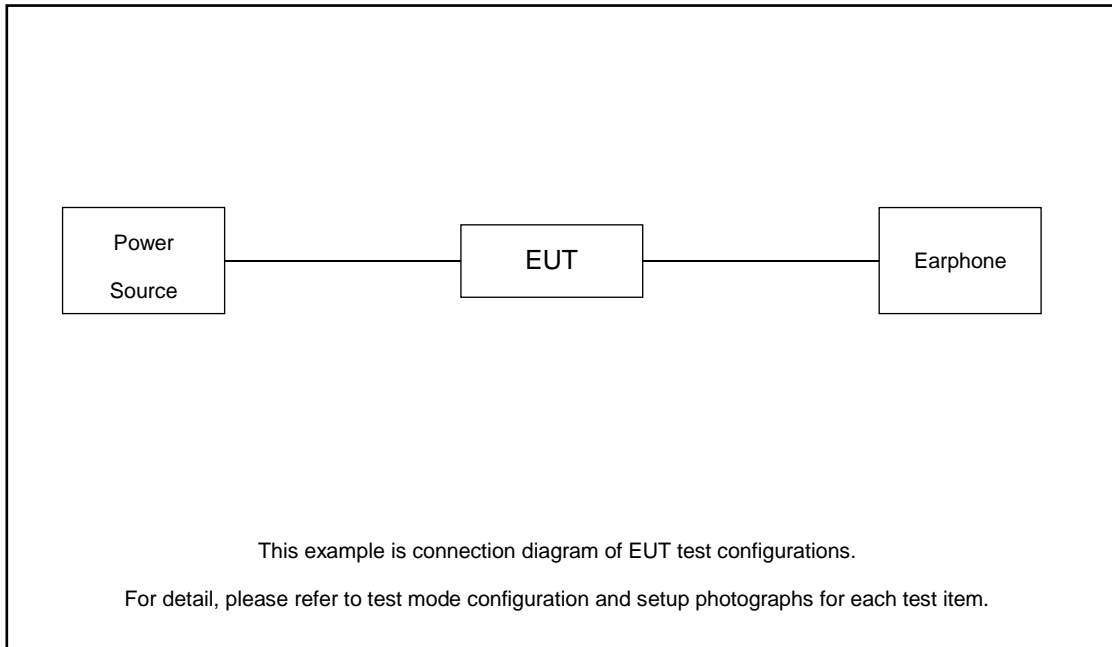 Power
Source
EUT
Earphone
This example is connection diagram of EUT test configurations.
For detail, please refer to test mode configuration and setup photographs for each test item.